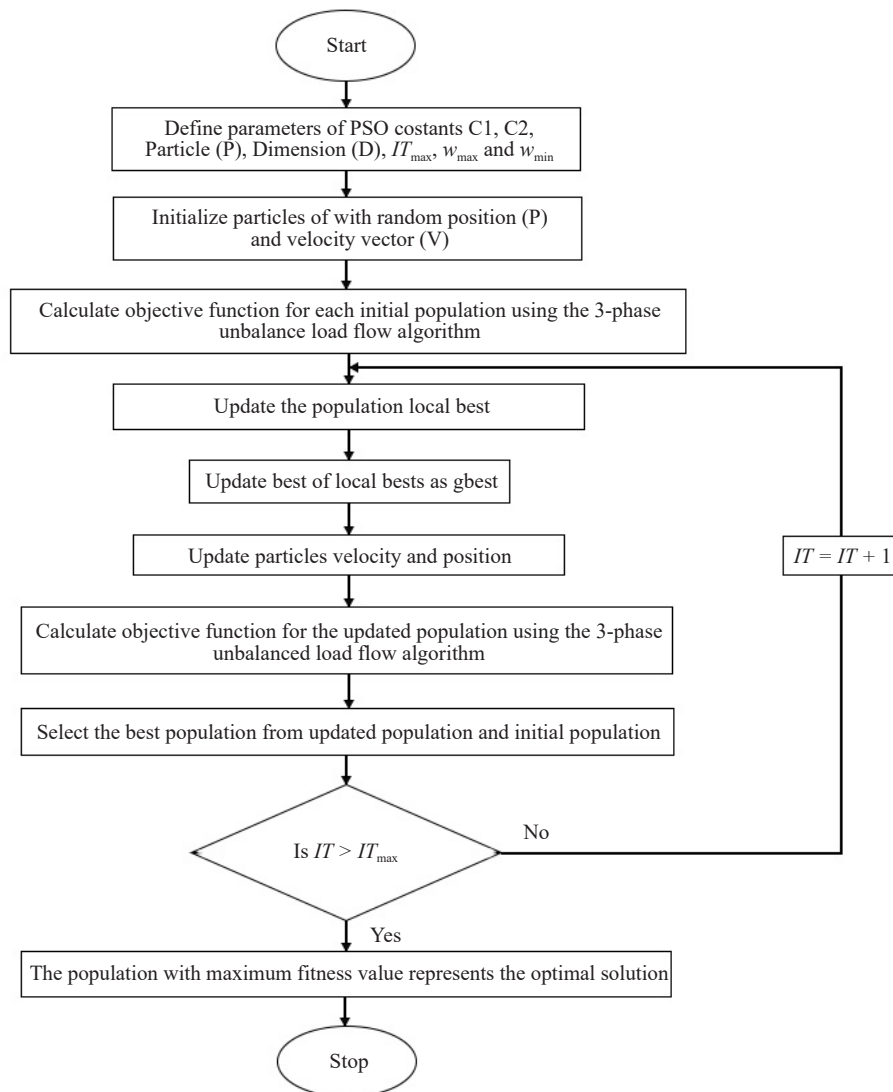 Start
Define parameters of PSO costants C1, C2,
Particle (P), Dimension (D), IT_max, w_max and w_min
Initialize particles of with random position (P)
and velocity vector (V)
Calculate objective function for each initial population using the 3-phase
unbalance load flow algorithm
Update the population local best
Update best of local bests as gbest
Update particles velocity and position
IT = IT + 1
Calculate objective function for the updated population using the 3-phase
unbalanced load flow algorithm
Select the best population from updated population and initial population
Is IT > IT_max
No
Yes
The population with maximum fitness value represents the optimal solution
Stop